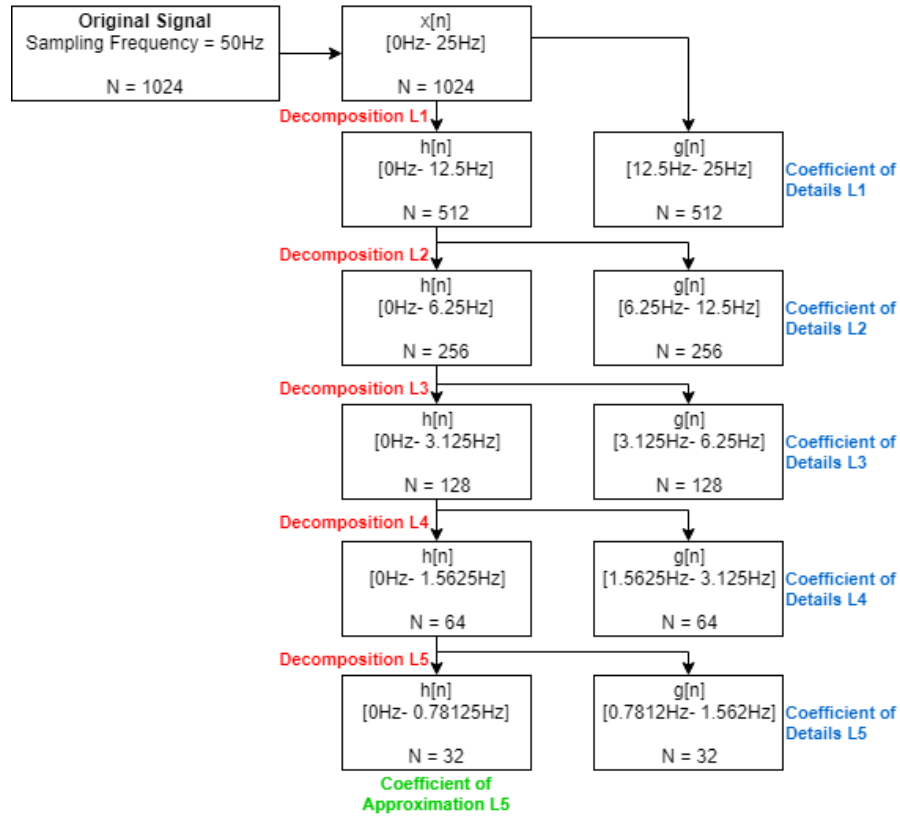 Original Signal
Sampling Frequency = 50Hz
N = 1024
x[n]
[0Hz- 25Hz]
N = 1024
Decomposition L1
h[n]
[0Hz- 12.5Hz]
N = 512
g[n]
[12.5Hz- 25Hz]
N = 512
Coefficient of
Details L1
Decomposition L2
h[n]
[0Hz- 6.25Hz]
N = 256
g[n]
[6.25Hz- 12.5Hz]
N = 256
Coefficient of
Details L2
Decomposition L3
h[n]
[0Hz- 3.125Hz]
N = 128
g[n]
[3.125Hz- 6.25Hz]
N = 128
Coefficient of
Details L3
Decomposition L4
h[n]
[0Hz- 1.5625Hz]
N = 64
g[n]
[1.5625Hz- 3.125Hz]
N = 64
Coefficient of
Details L4
Decomposition L5
h[n]
[0Hz- 0.78125Hz]
N = 32
g[n]
[0.7812Hz- 1.562Hz]
N = 32
Coefficient of
Details L5
Coefficient of
Approximation L5